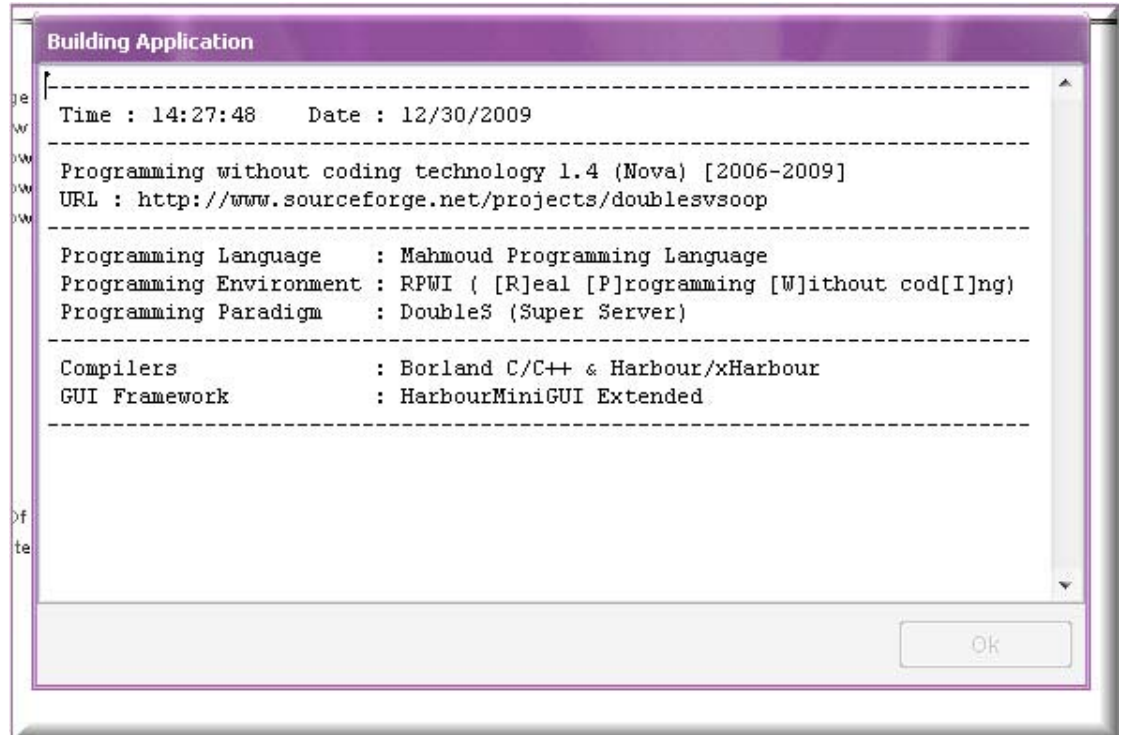 Building Application
--------------------------------------------------------------------------
Time : 14:27:48    Date : 12/30/2009
--------------------------------------------------------------------------
Programming without coding technology 1.4 (Nova) [2006-2009]
URL : http://www.sourceforge.net/projects/doublesvsoop
--------------------------------------------------------------------------
Programming Language    : Mahmoud Programming Language
Programming Environment : RPWI ( [R]eal [P]rogramming [W]ithout cod[I]ng)
Programming Paradigm    : DoubleS (Super Server)
--------------------------------------------------------------------------
Compilers               : Borland C/C++ & Harbour/xHarbour
GUI Framework           : HarbourMiniGUI Extended
--------------------------------------------------------------------------
Ok